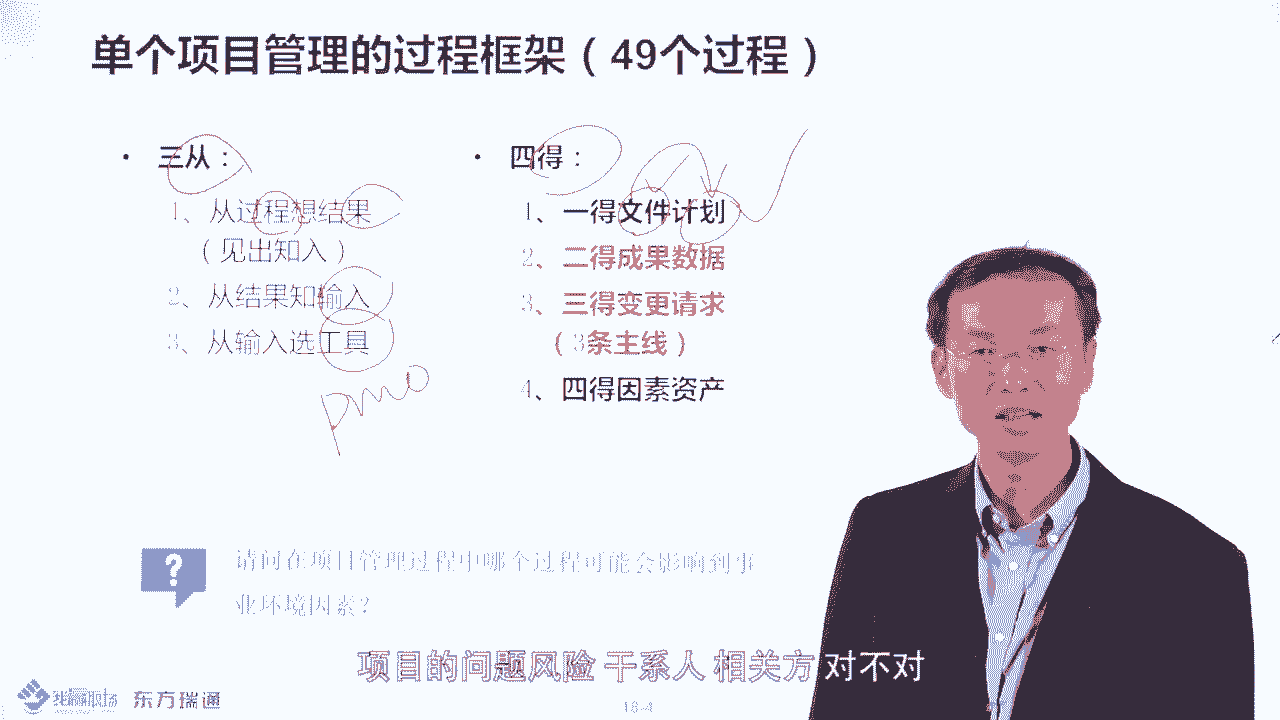 单个项目管理的过程框架（49个过程）
• 三从：
1、从过程想结果
（见出知入）
2、从结果知输入
3、从输入选工具
pmo
• 四得：
1、一得文件计划
2、二得成果数据
3、三得变更请求
（3条主线）
4、四得因素资产
? 请问在项目管理过程中哪个过程可能会影响到事
业环境因素？
项目的问题风险 干系人 相关方 对不对
东方瑞通
16-4